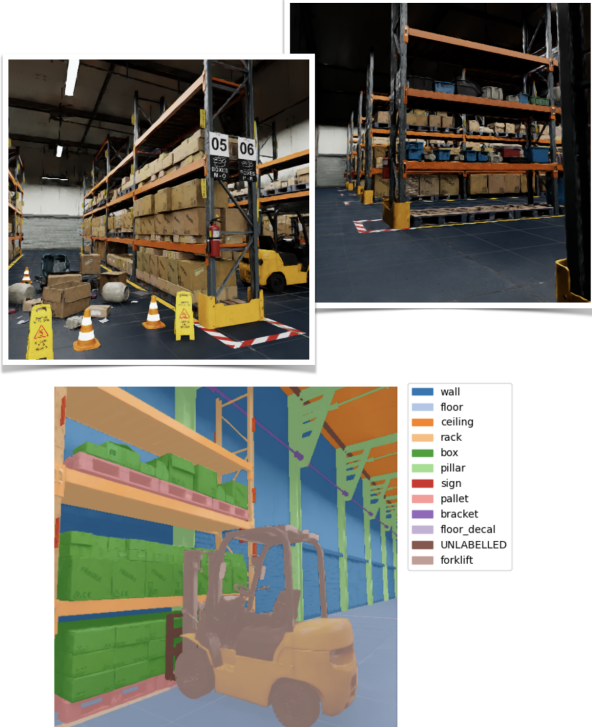 05 06
wall
floor
ceiling
rack
box
pillar
sign
pallet
bracket
floor_decal
UNLABELLED
forklift